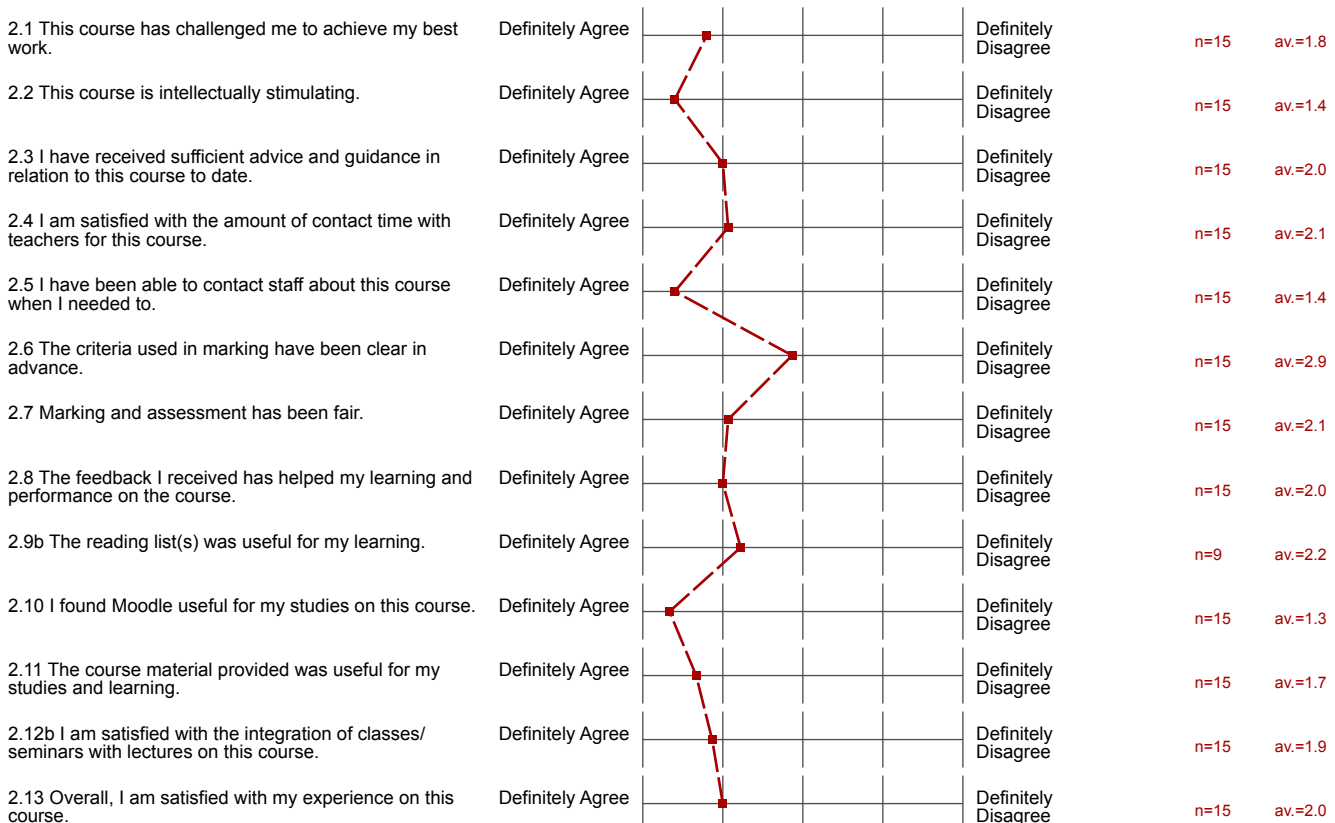 2.1 This course has challenged me to achieve my best
work.
Definitely Agree
Definitely
Disagree
n=15
av.=1.8
2.2 This course is intellectually stimulating.
Definitely Agree
Definitely
Disagree
n=15
av.=1.4
2.3 I have received sufficient advice and guidance in
relation to this course to date.
Definitely Agree
Definitely
Disagree
n=15
av.=2.0
2.4 I am satisfied with the amount of contact time with
teachers for this course.
Definitely Agree
Definitely
Disagree
n=15
av.=2.1
2.5 I have been able to contact staff about this course
when I needed to.
Definitely Agree
Definitely
Disagree
n=15
av.=1.4
2.6 The criteria used in marking have been clear in
advance.
Definitely Agree
Definitely
Disagree
n=15
av.=2.9
2.7 Marking and assessment has been fair.
Definitely Agree
Definitely
Disagree
n=15
av.=2.1
2.8 The feedback I received has helped my learning and
performance on the course.
Definitely Agree
Definitely
Disagree
n=15
av.=2.0
2.9b The reading list(s) was useful for my learning.
Definitely Agree
Definitely
Disagree
n=9
av.=2.2
2.10 I found Moodle useful for my studies on this course.
Definitely Agree
Definitely
Disagree
n=15
av.=1.3
2.11 The course material provided was useful for my
studies and learning.
Definitely Agree
Definitely
Disagree
n=15
av.=1.7
2.12b I am satisfied with the integration of classes/
seminars with lectures on this course.
Definitely Agree
Definitely
Disagree
n=15
av.=1.9
2.13 Overall, I am satisfied with my experience on this
course.
Definitely Agree
Definitely
Disagree
n=15
av.=2.0